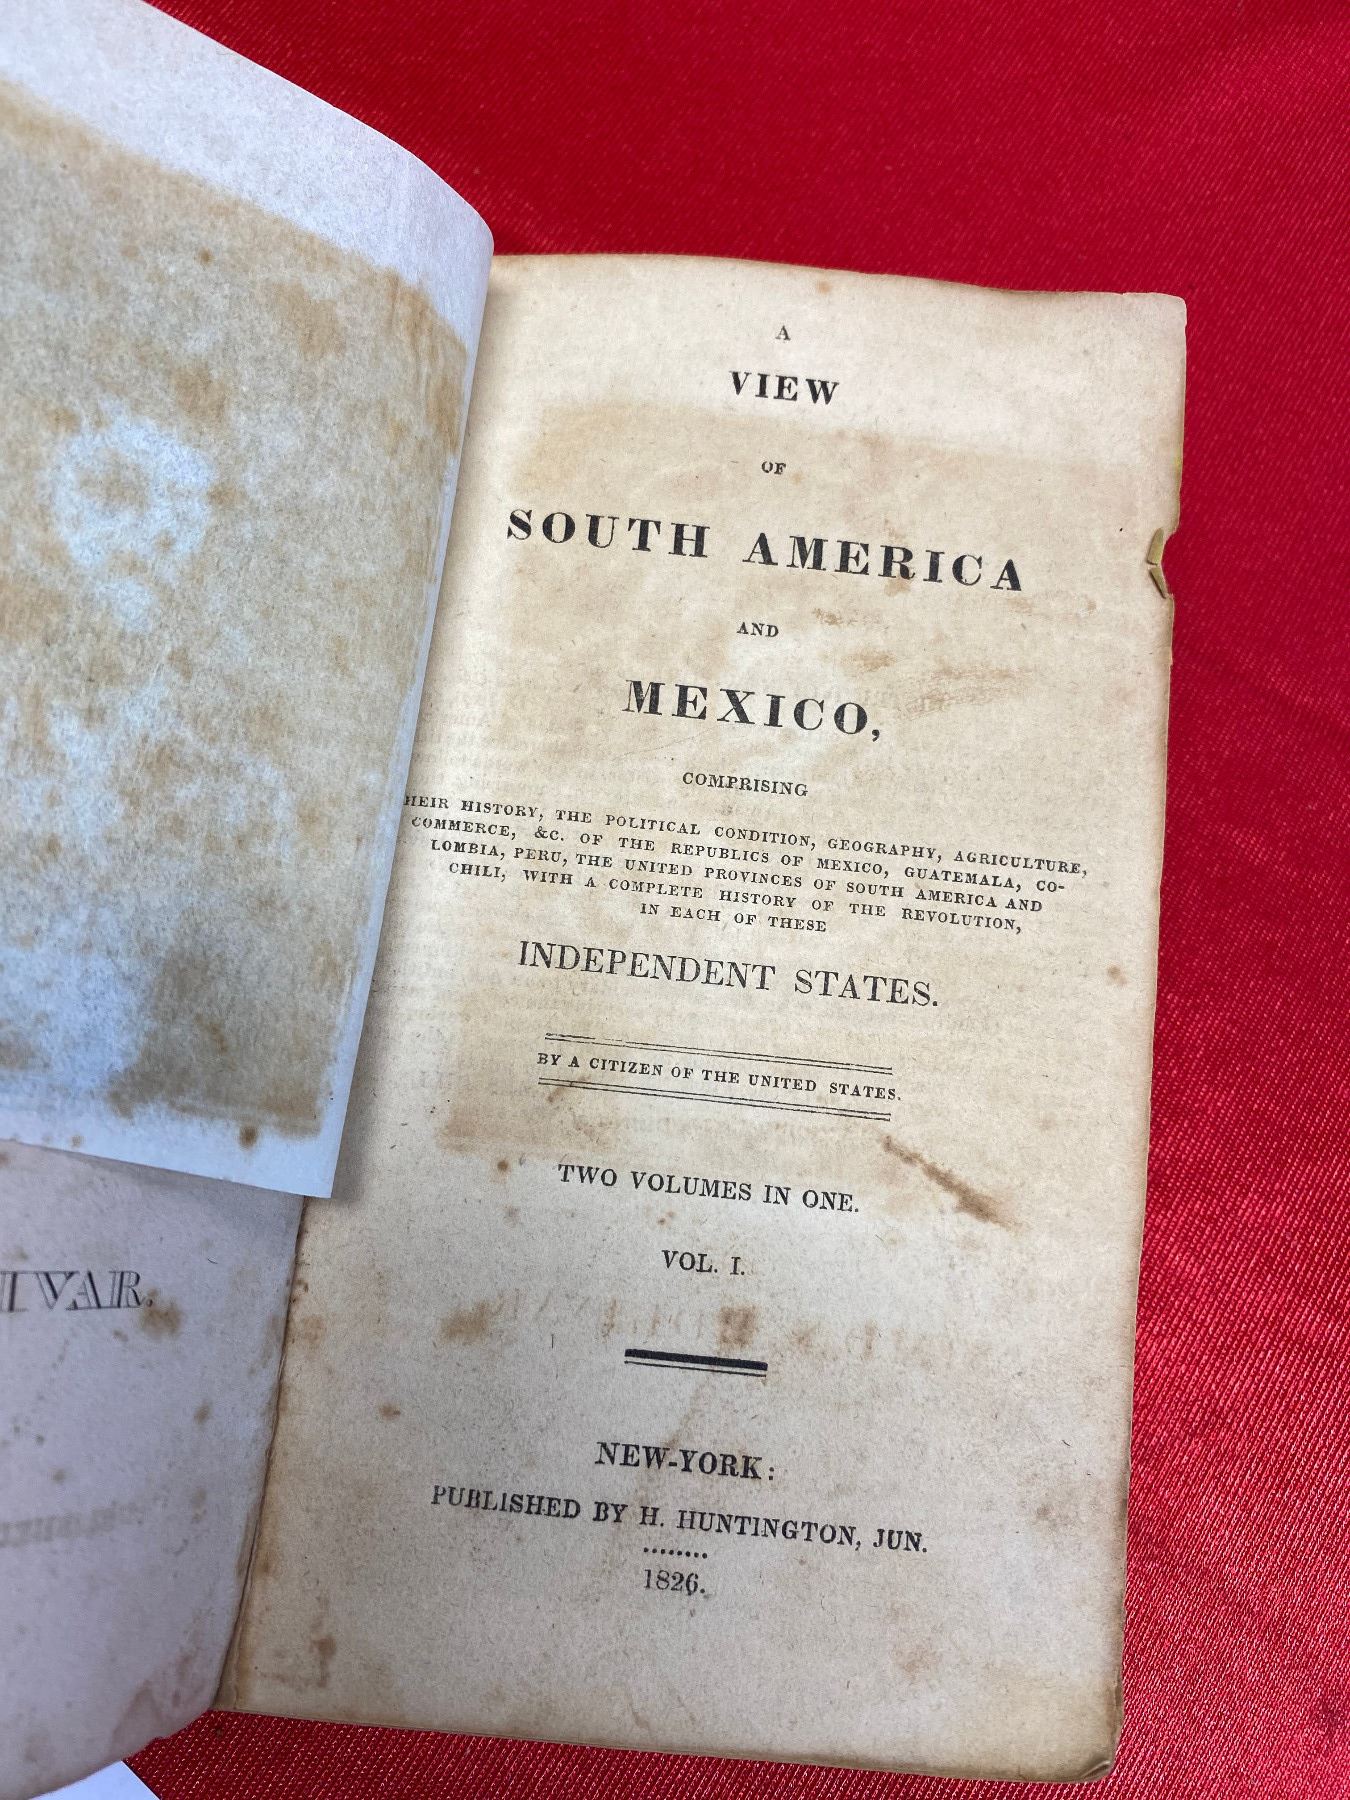 A
VIEW
OF
SOUTH AMERICA
AND
MEXICO,
COMPRISING
HEIR HISTORY, THE POLITICAL CONDITION, GEOGRAPHY, AGRICULTURE,
COMMERCE, &C. OF THE REPUBLICS OF MEXICO, GUATEMALA, CO-
LOMBIA, PERU, THE UNITED PROVINCES OF SOUTH AMERICA AND
CHILI, WITH A COMPLETE HISTORY OF THE REVOLUTION,
IN EACH OF THESE
INDEPENDENT STATES.
BY A CITIZEN OF THE UNITED STATES.
TWO VOLUMES IN ONE.
VOL. I.
NEW-YORK:
PUBLISHED BY H. HUNTINGTON, JUN.
1826.
IVAR.